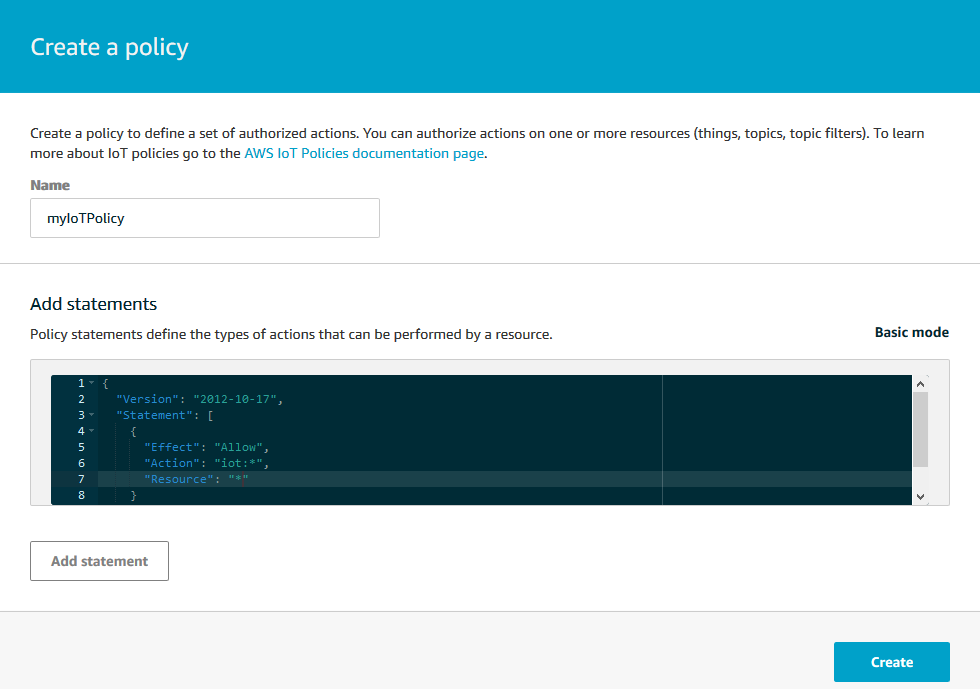 Create a policy
Create a policy to define a set of authorized actions. You can authorize actions on one or more resources (things, topics, topic filters). To learn
more about IoT policies go to the AWS IoT Policies documentation page.
Name
myIoTPolicy
Add statements
Policy statements define the types of actions that can be performed by a resource.
Basic mode
1 {
2 "Version": "2012-10-17",
3 "Statement": [
4 {
5 "Effect": "Allow",
6 "Action": "iot:*",
7 "Resource": "*"
8 }
Add statement
Create